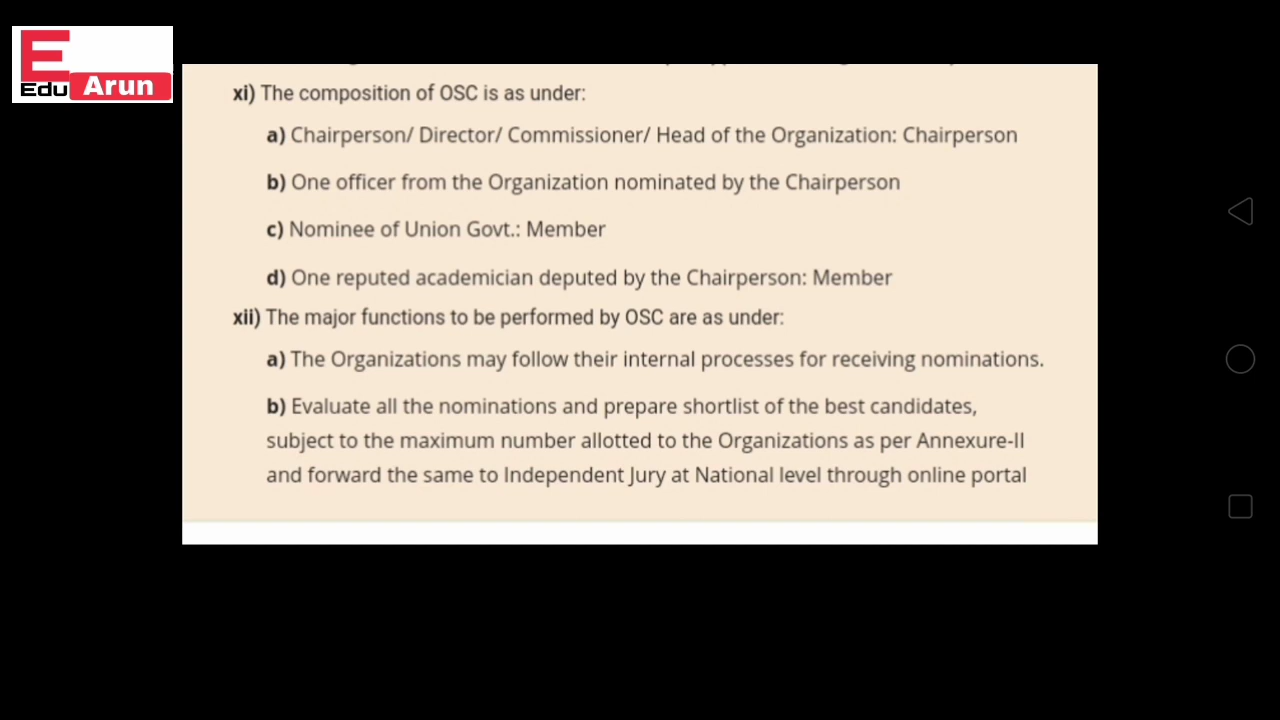 E
Edu Arun
xi) The composition of OSC is as under:
a) Chairperson/ Director/ Commissioner/ Head of the Organization: Chairperson
b) One officer from the Organization nominated by the Chairperson
c) Nominee of Union Govt.: Member
d) One reputed academician deputed by the Chairperson: Member
xii) The major functions to be performed by OSC are as under:
a) The Organizations may follow their internal processes for receiving nominations.
b) Evaluate all the nominations and prepare shortlist of the best candidates,
subject to the maximum number allotted to the Organizations as per Annexure-II
and forward the same to Independent Jury at National level through online portal